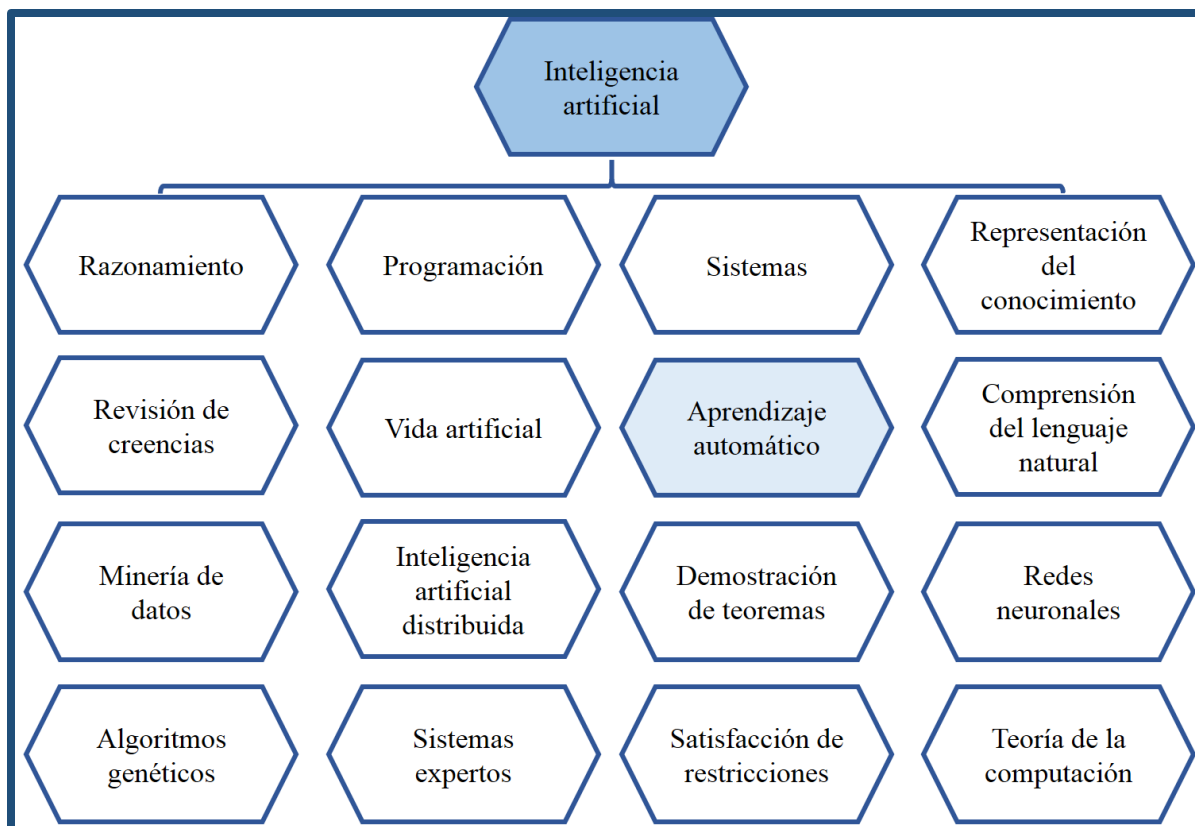 Inteligencia
artificial
Razonamiento
Programación
Sistemas
Representación
del
conocimiento
Revisión de
creencias
Vida artificial
Aprendizaje
automático
Comprensión
del lenguaje
natural
Minería de
datos
Inteligencia
artificial
distribuida
Demostración
de teoremas
Redes
neuronales
Algoritmos
genéticos
Sistemas
expertos
Satisfacción de
restricciones
Teoría de la
computación